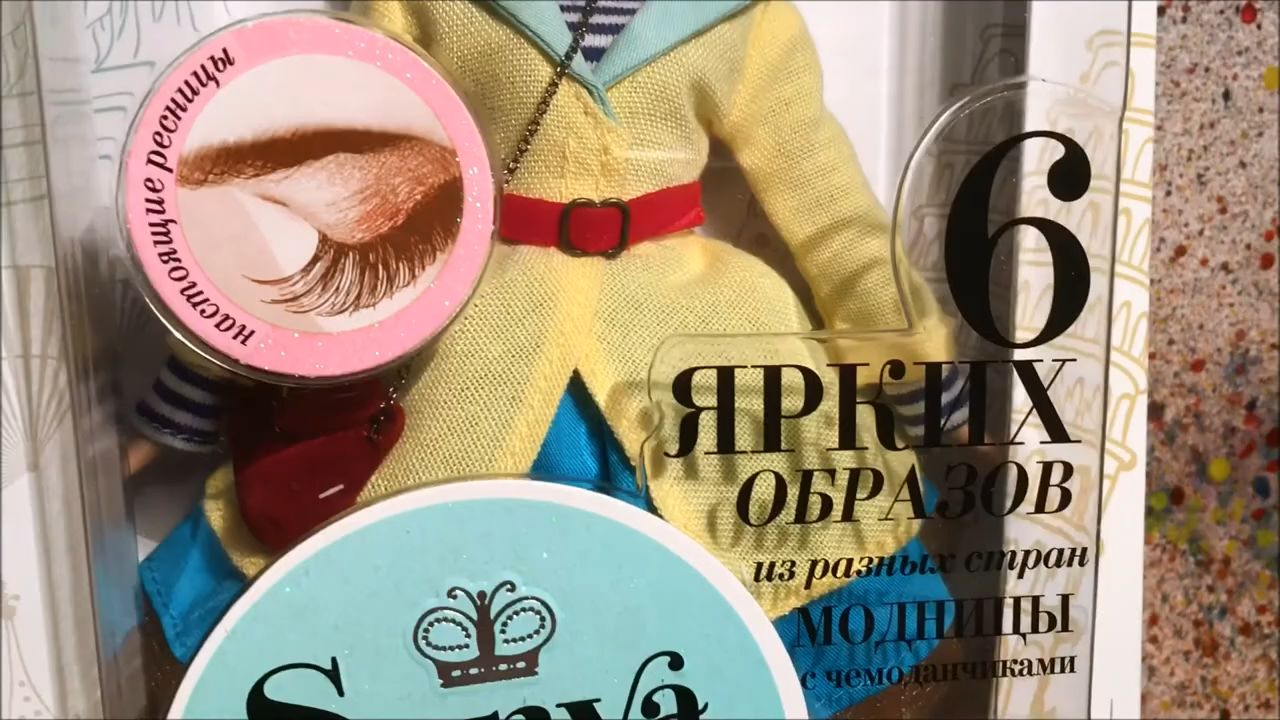 настоящие ресницы
6
ЯРКИХ
ОБРАЗОВ
из разных стран
МОДНИЦЫ
с чемоданчиками